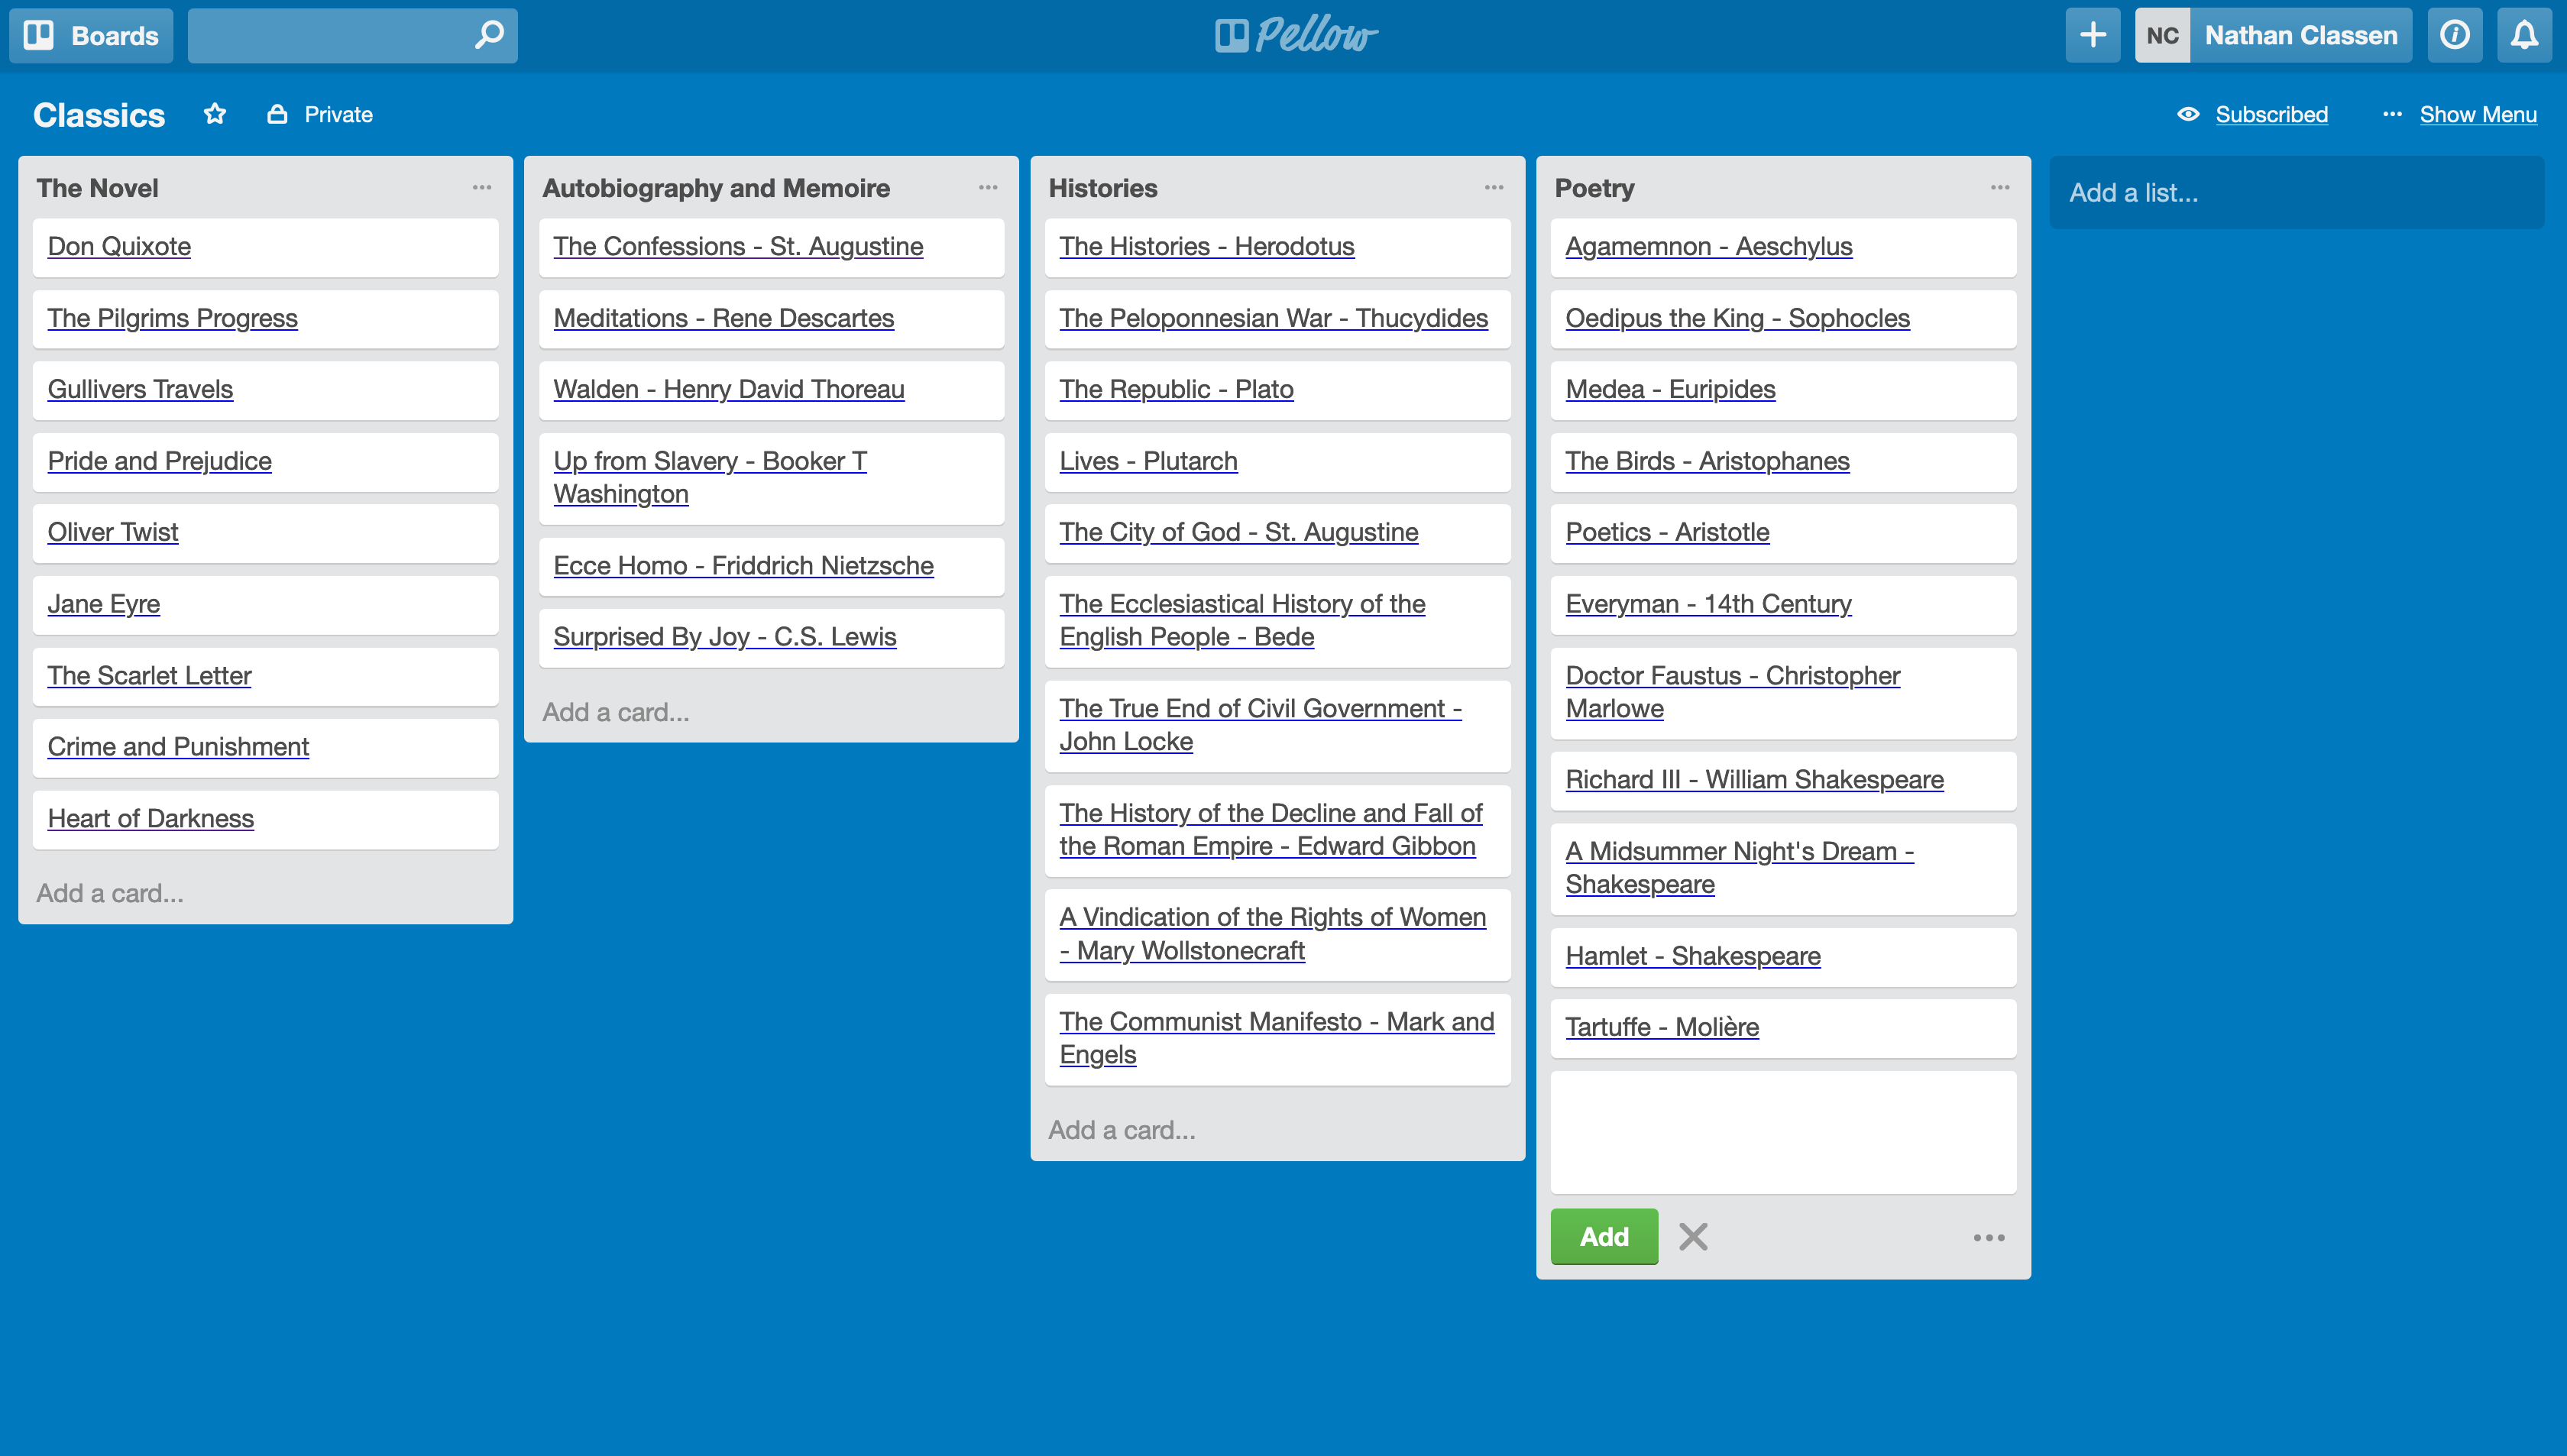 Boards
Pellow
NC
Nathan Classen
Classics
Private
Subscribed
... Show Menu
The Novel
Don Quixote
The Pilgrims Progress
Gullivers Travels
Pride and Prejudice
Oliver Twist
Jane Eyre
The Scarlet Letter
Crime and Punishment
Heart of Darkness
Add a card...
Autobiography and Memoire
The Confessions - St. Augustine
Meditations - Rene Descartes
Walden - Henry David Thoreau
Up from Slavery - Booker T
Washington
Ecce Homo - Friddrich Nietzsche
Surprised By Joy - C.S. Lewis
Add a card...
Histories
The Histories - Herodotus
The Peloponnesian War - Thucydides
The Republic - Plato
Lives - Plutarch
The City of God - St. Augustine
The Ecclesiastical History of the
English People - Bede
The True End of Civil Government -
John Locke
The History of the Decline and Fall of
the Roman Empire - Edward Gibbon
A Vindication of the Rights of Women
- Mary Wollstonecraft
The Communist Manifesto - Mark and
Engels
Add a card...
Poetry
Agamemnon - Aeschylus
Oedipus the King - Sophocles
Medea - Euripides
The Birds - Aristophanes
Poetics - Aristotle
Everyman - 14th Century
Doctor Faustus - Christopher
Marlowe
Richard III - William Shakespeare
A Midsummer Night's Dream -
Shakespeare
Hamlet - Shakespeare
Tartuffe - Molière
Add
Add a list...